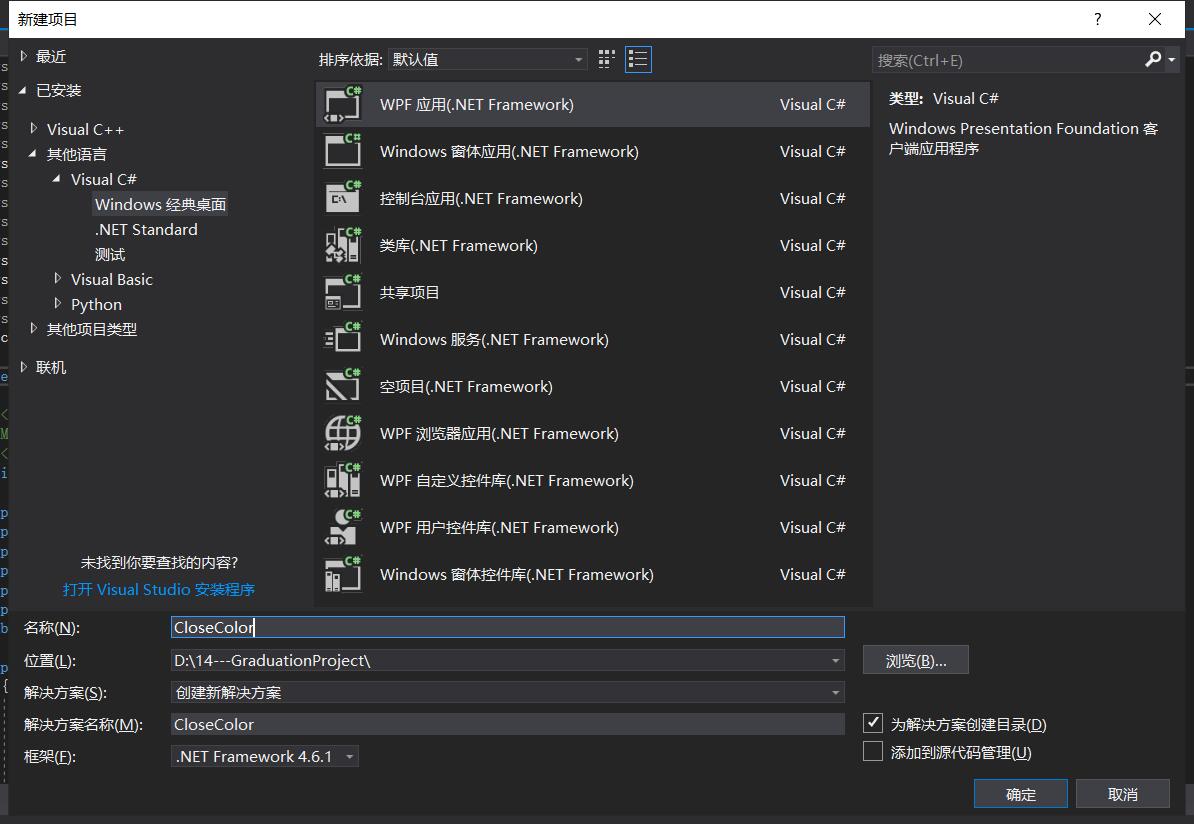 新建项目
?
最近
已安装
Visual C++
其他语言
Visual C#
Windows 经典桌面
.NET Standard
测试
Visual Basic
Python
其他项目类型
联机
未找到你要查找的内容?
打开 Visual Studio 安装程序
排序依据: 默认值
WPF 应用(.NET Framework) Visual C#
Windows 窗体应用(.NET Framework) Visual C#
控制台应用(.NET Framework) Visual C#
类库(.NET Framework) Visual C#
共享项目 Visual C#
Windows 服务(.NET Framework) Visual C#
空项目(.NET Framework) Visual C#
WPF 浏览器应用(.NET Framework) Visual C#
WPF 自定义控件库(.NET Framework) Visual C#
WPF 用户控件库(.NET Framework) Visual C#
Windows 窗体控件库(.NET Framework) Visual C#
搜索(Ctrl+E)
类型: Visual C#
Windows Presentation Foundation 客
户端应用程序
名称(N): CloseColor
位置(L): D:\14---GraduationProject\
浏览(B)...
解决方案(S): 创建新解决方案
解决方案名称(M): CloseColor
为解决方案创建目录(D)
框架(F): .NET Framework 4.6.1
添加到源代码管理(U)
确定 取消